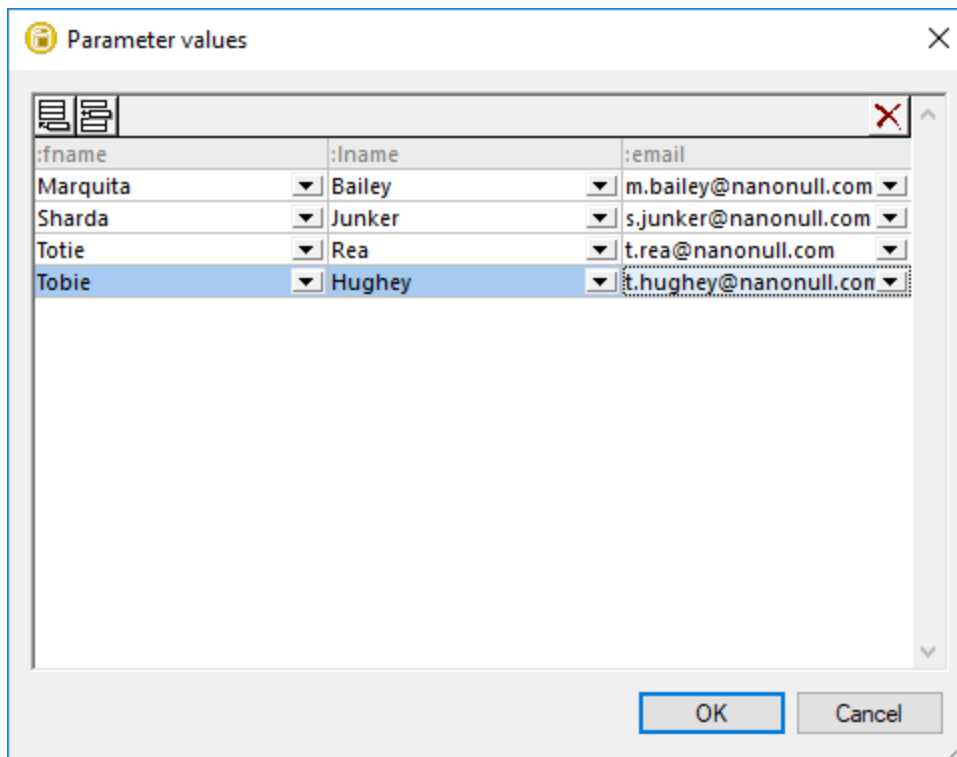 Parameter values
:fname :lname :email
Marquita Bailey m.bailey@nanonull.com
Sharda Junker s.junker@nanonull.com
Totie Rea t.rea@nanonull.com
Tobie Hughey t.hughey@nanonull.com
OK Cancel